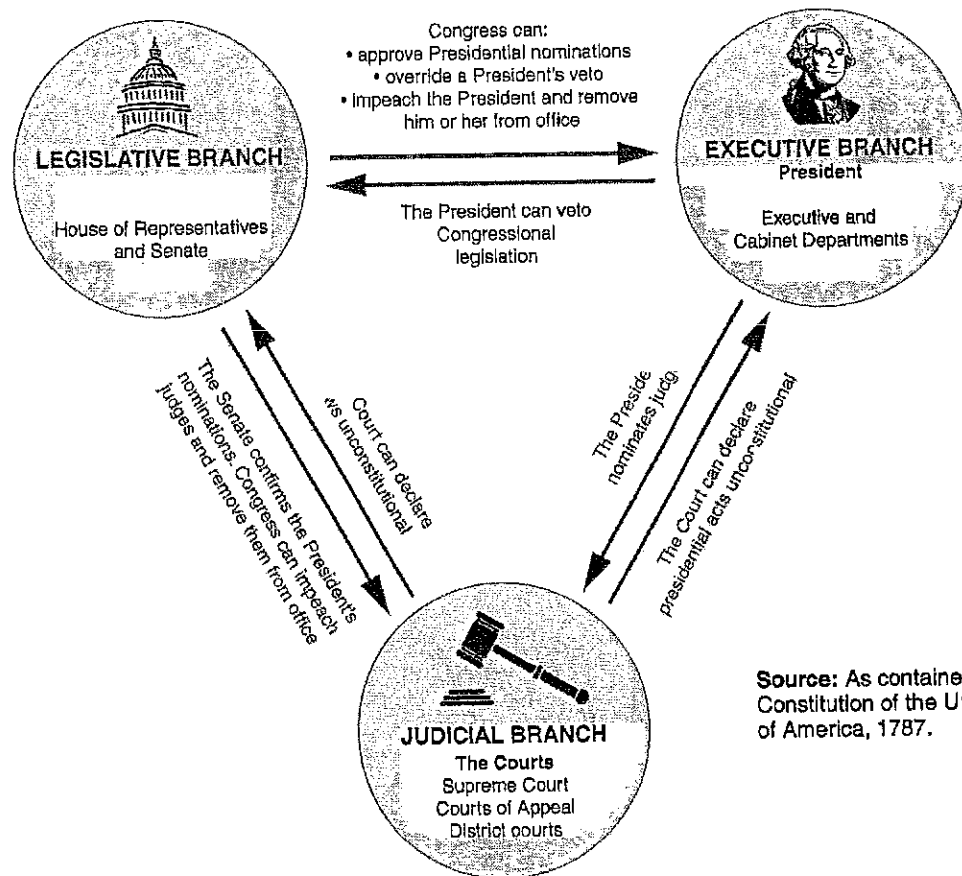 Congress can:
• approve Presidential nominations
• override a President's veto
• impeach the President and remove
him or her from office
LEGISLATIVE BRANCH
House of Representatives
and Senate
EXECUTIVE BRANCH
President
Executive and
Cabinet Departments
The President can veto
Congressional
legislation
The Senate confirms the President's
nominations. Congress can impeach
judges and remove them from office
Court can declare
ws unconstitutional
The Preside
nominates judg
The Court can declare
presidential acts unconstitutional
JUDICIAL BRANCH
The Courts
Supreme Court
Courts of Appeal
District courts
Source: As containe
Constitution of the U
of America, 1787.